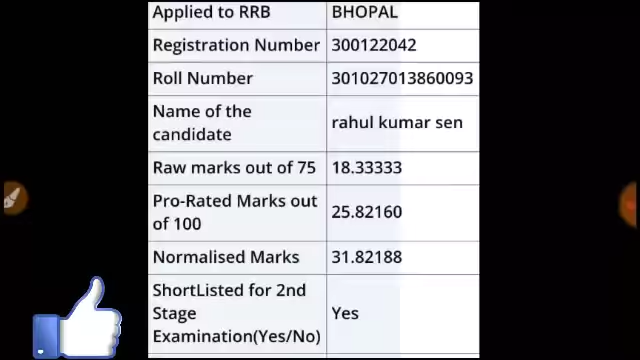 Applied to RRB BHOPAL
Registration Number 300122042
Roll Number 301027013860093
Name of the
candidate rahul kumar sen
Raw marks out of 75 18.33333
Pro-Rated Marks out
of 100 25.82160
Normalised Marks 31.82188
ShortListed for 2nd
Stage Yes
Examination(Yes/No)